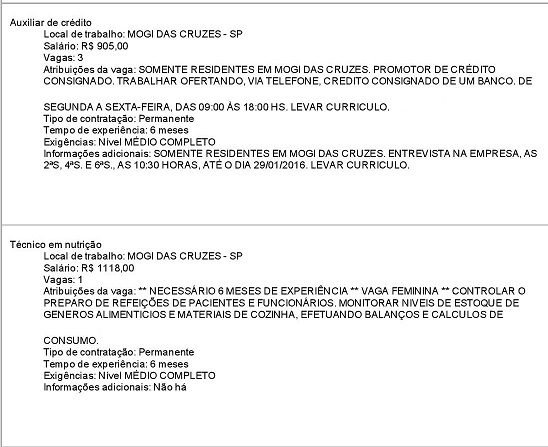 Auxiliar de crédito
Local de trabalho: MOGI DAS CRUZES - SP
Salário: R$ 905,00
Vagas: 3
Atribuições da vaga: SOMENTE RESIDENTES EM MOGI DAS CRUZES. PROMOTOR DE CRÉDITO
CONSIGNADO. TRABALHAR OFERTANDO, VIA TELEFONE, CREDITO CONSIGNADO DE UM BANCO. DE
SEGUNDA A SEXTA-FEIRA, DAS 09:00 ÀS 18:00 HS. LEVAR CURRICULO.
Tipo de contratação: Permanente
Tempo de experiência: 6 meses
Exigências: Nível MÉDIO COMPLETO
Informações adicionais: SOMENTE RESIDENTES EM MOGI DAS CRUZES. ENTREVISTA NA EMPRESA, AS
2ªS, 4ªS. E 6ªS., AS 10:30 HORAS, ATÉ O DIA 29/01/2016. LEVAR CURRICULO.
Técnico em nutrição
Local de trabalho: MOGI DAS CRUZES - SP
Salário: R$ 1118,00
Vagas: 1
Atribuições da vaga: ** NECESSÁRIO 6 MESES DE EXPERIÊNCIA ** VAGA FEMININA ** CONTROLAR O
PREPARO DE REFEIÇÕES DE PACIENTES E FUNCIONÁRIOS. MONITORAR NIVEIS DE ESTOQUE DE
GENEROS ALIMENTICIOS E MATERIAIS DE COZINHA, EFETUANDO BALANÇOS E CALCULOS DE
CONSUMO.
Tipo de contratação: Permanente
Tempo de experiência: 6 meses
Exigências: Nível MÉDIO COMPLETO
Informações adicionais: Não há